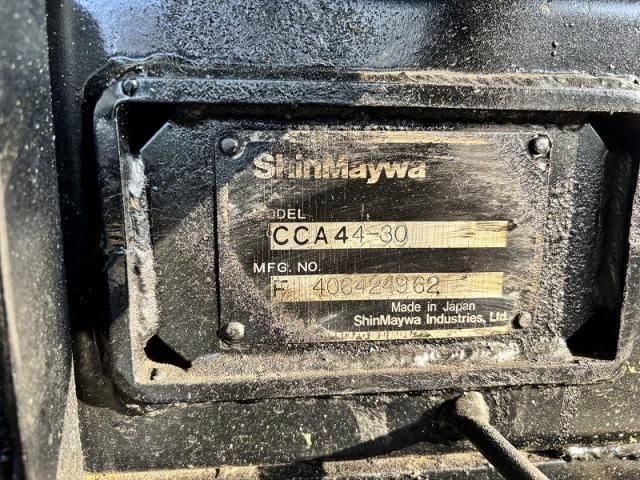 ShinMaywa
MODEL
CCA44-30
MFG. NO.
F 406424962
Made in Japan
ShinMaywa Industries, Ltd.